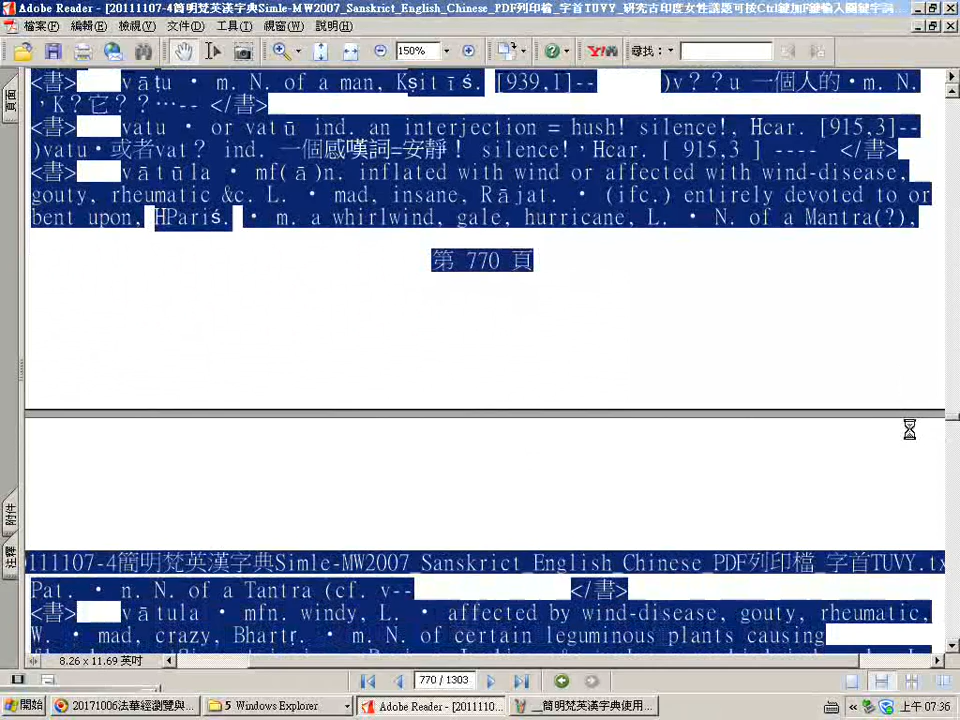 Adobe Reader - [20111107-4簡明梵英漢字典Simle-MW2007_Sanskrict_English_Chinese_PDF列印檔_字首TUVY_研究古印度女性議題可按Ctrl鍵加F鍵輸入關鍵字詞...
檔案(F) 編輯(E) 檢視(V) 文件(D) 工具(T) 視窗(W) 說明(H)
150% Y! 尋找：
頁面
<書> vāṭu ‧ m. N. of a man, Kṣitīś. [939,1]-- )v？？u 一個人的‧m. N.
，K？它？？…-- </書>
<書> vatu ‧ or vatū ind. an interjection = hush! silence!, Hcar. [915,3]--
)vatu‧或者vat？ ind. 一個感嘆詞=安靜！ silence!，Hcar. [ 915,3 ] ---- </書>
<書> vātūla ‧ mf(ā)n. inflated with wind or affected with wind-disease,
gouty, rheumatic &c. L. ‧ mad, insane, Rājat. ‧ (ifc.) entirely devoted to or
bent upon, HPariś. ‧ m. a whirlwind, gale, hurricane, L. ‧ N. of a Mantra(?),
第 770 頁
附件
注釋
111107-4簡明梵英漢字典Simle-MW2007_Sanskrict_English_Chinese_PDF列印檔_字首TUVY.tx
Pat. ‧ n. N. of a Tantra (cf. v-- </書>
<書> vātula ‧ mfn. windy, L. ‧ affected by wind-disease, gouty, rheumatic,
W. ‧ mad, crazy, Bhartṛ. ‧ m. N. of certain leguminous plants causing
8.26 x 11.69 英吋
770 / 1303
開始 20171006法華經瀏覽與... 5 Windows Explorer Adobe Reader - [2011110... __簡明梵英漢字典使用... 上午 07:36